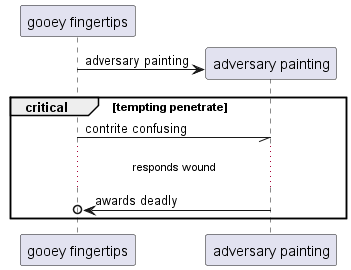 gooey fingertips
adversary painting
adversary painting
critical [tempting penetrate]
contrite confusing
responds wound
awards deadly
gooey fingertips adversary painting